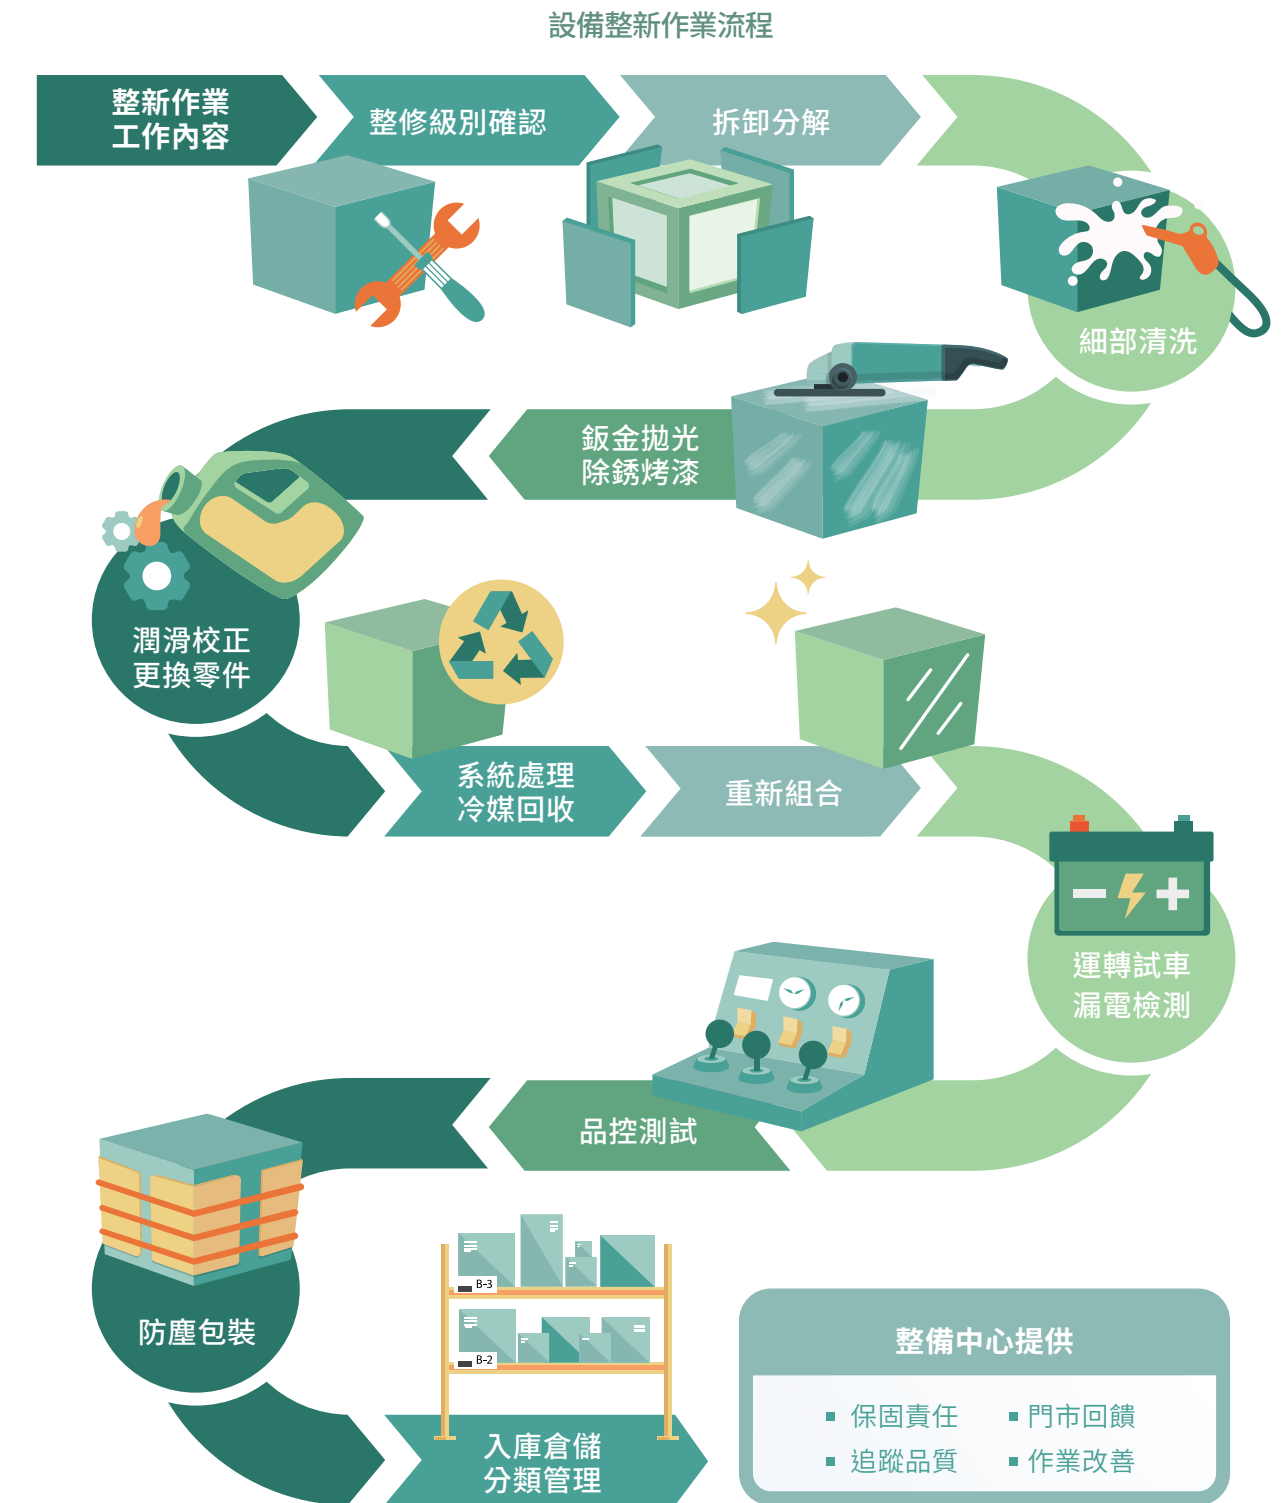 設備整新作業流程
整新作業
工作內容
整修級別確認
拆卸分解
細部清洗
鈑金拋光
除銹烤漆
潤滑校正
更換零件
系統處理
冷媒回收
重新組合
運轉試車
漏電檢測
品控測試
防塵包裝
B-3
B-2
入庫倉儲
分類管理
整備中心提供
保固責任
門市回饋
追蹤品質
作業改善